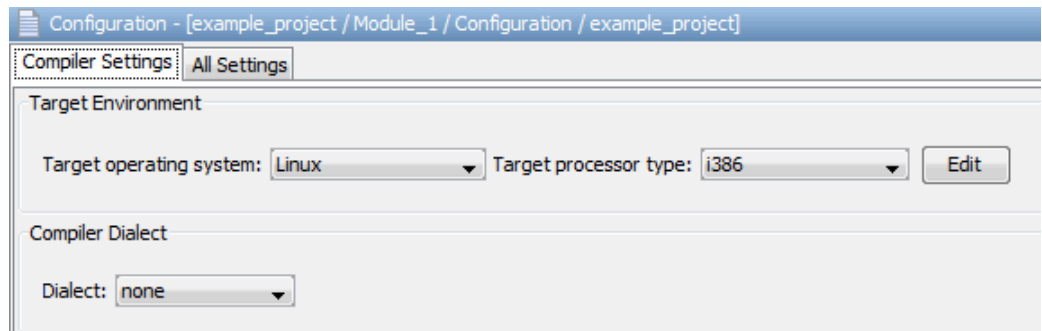 Configuration - [example_project / Module_1 / Configuration / example_project]
Compiler Settings All Settings
Target Environment
Target operating system: Linux Target processor type: i386 Edit
Compiler Dialect
Dialect: none